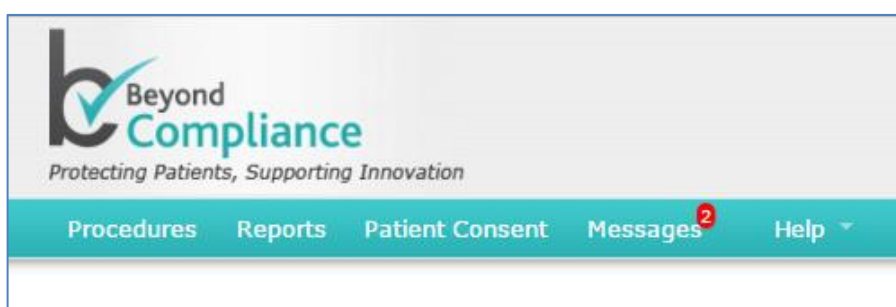 Beyond
Compliance
Protecting Patients, Supporting Innovation
Procedures Reports Patient Consent Messages 2 Help